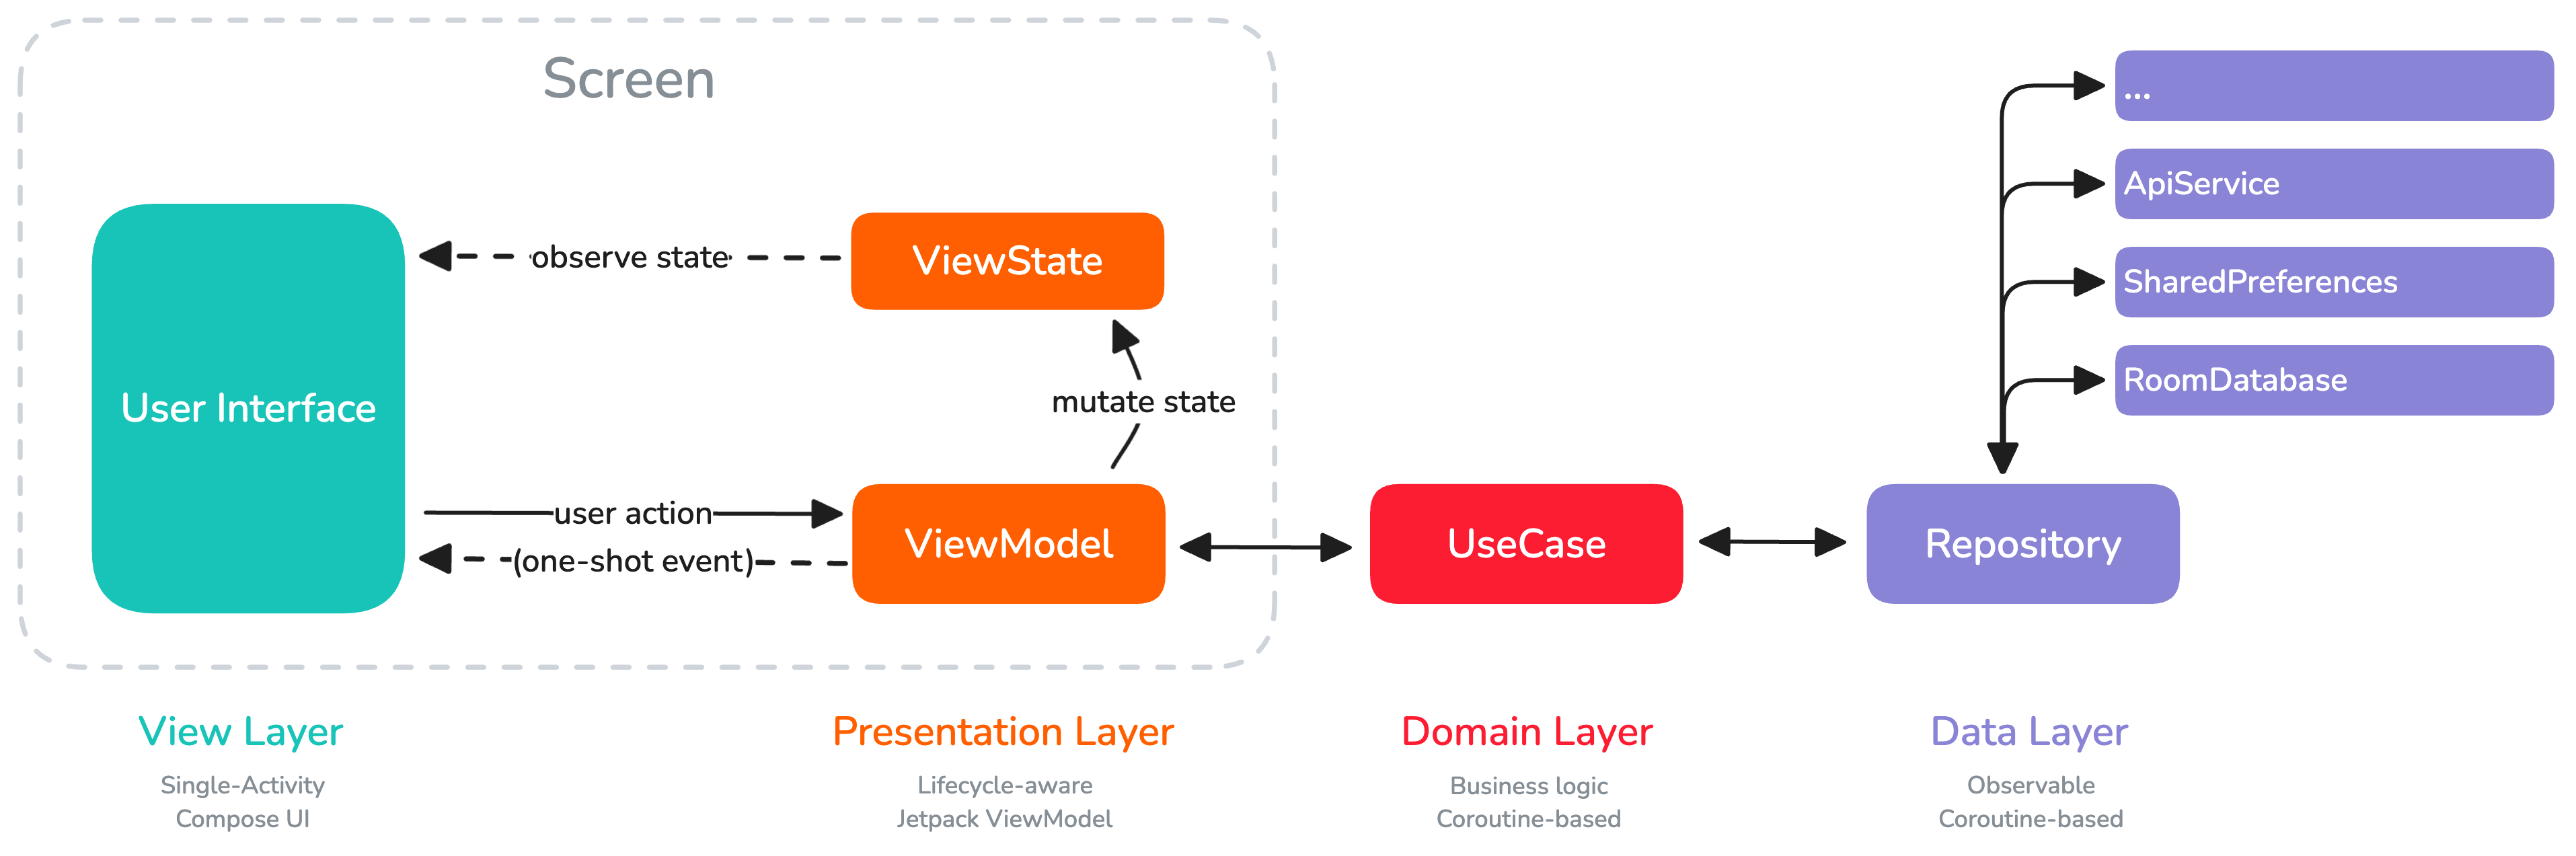 Screen
...
ApiService
SharedPreferences
RoomDatabase
observe state
ViewState
User Interface
mutate state
user action
(one-shot event)
ViewModel
UseCase
Repository
View Layer
Single-Activity
Compose UI
Presentation Layer
Lifecycle-aware
Jetpack ViewModel
Domain Layer
Business logic
Coroutine-based
Data Layer
Observable
Coroutine-based